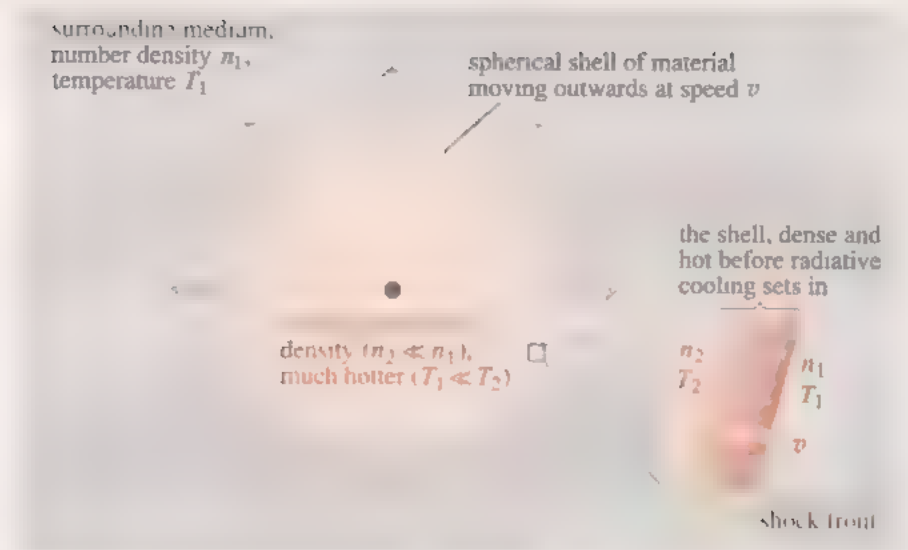 surrounding medium,
number density n₁,
temperature T₁
spherical shell of material
moving outwards at speed v
the shell, dense and
hot before radiative
cooling sets in
density (n₂ ≪ n₁),
much hotter (T₁ ≪ T₂)
n₂
T₂
n₁
T₁
v
shock front